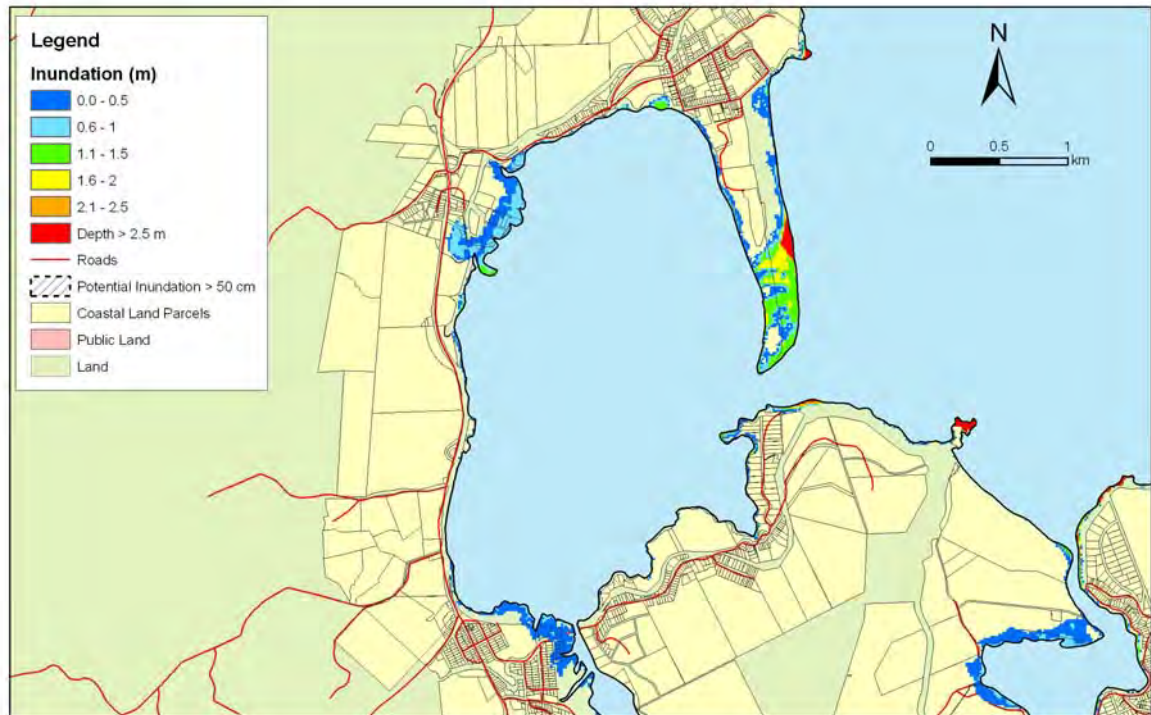 Legend
Inundation (m)
0.0 - 0.5
0.6 - 1
1.1 - 1.5
1.6 - 2
2.1 - 2.5
Depth > 2.5 m
Roads
Potential Inundation > 50 cm
Coastal Land Parcels
Public Land
Land
N
0 0.5 1
km